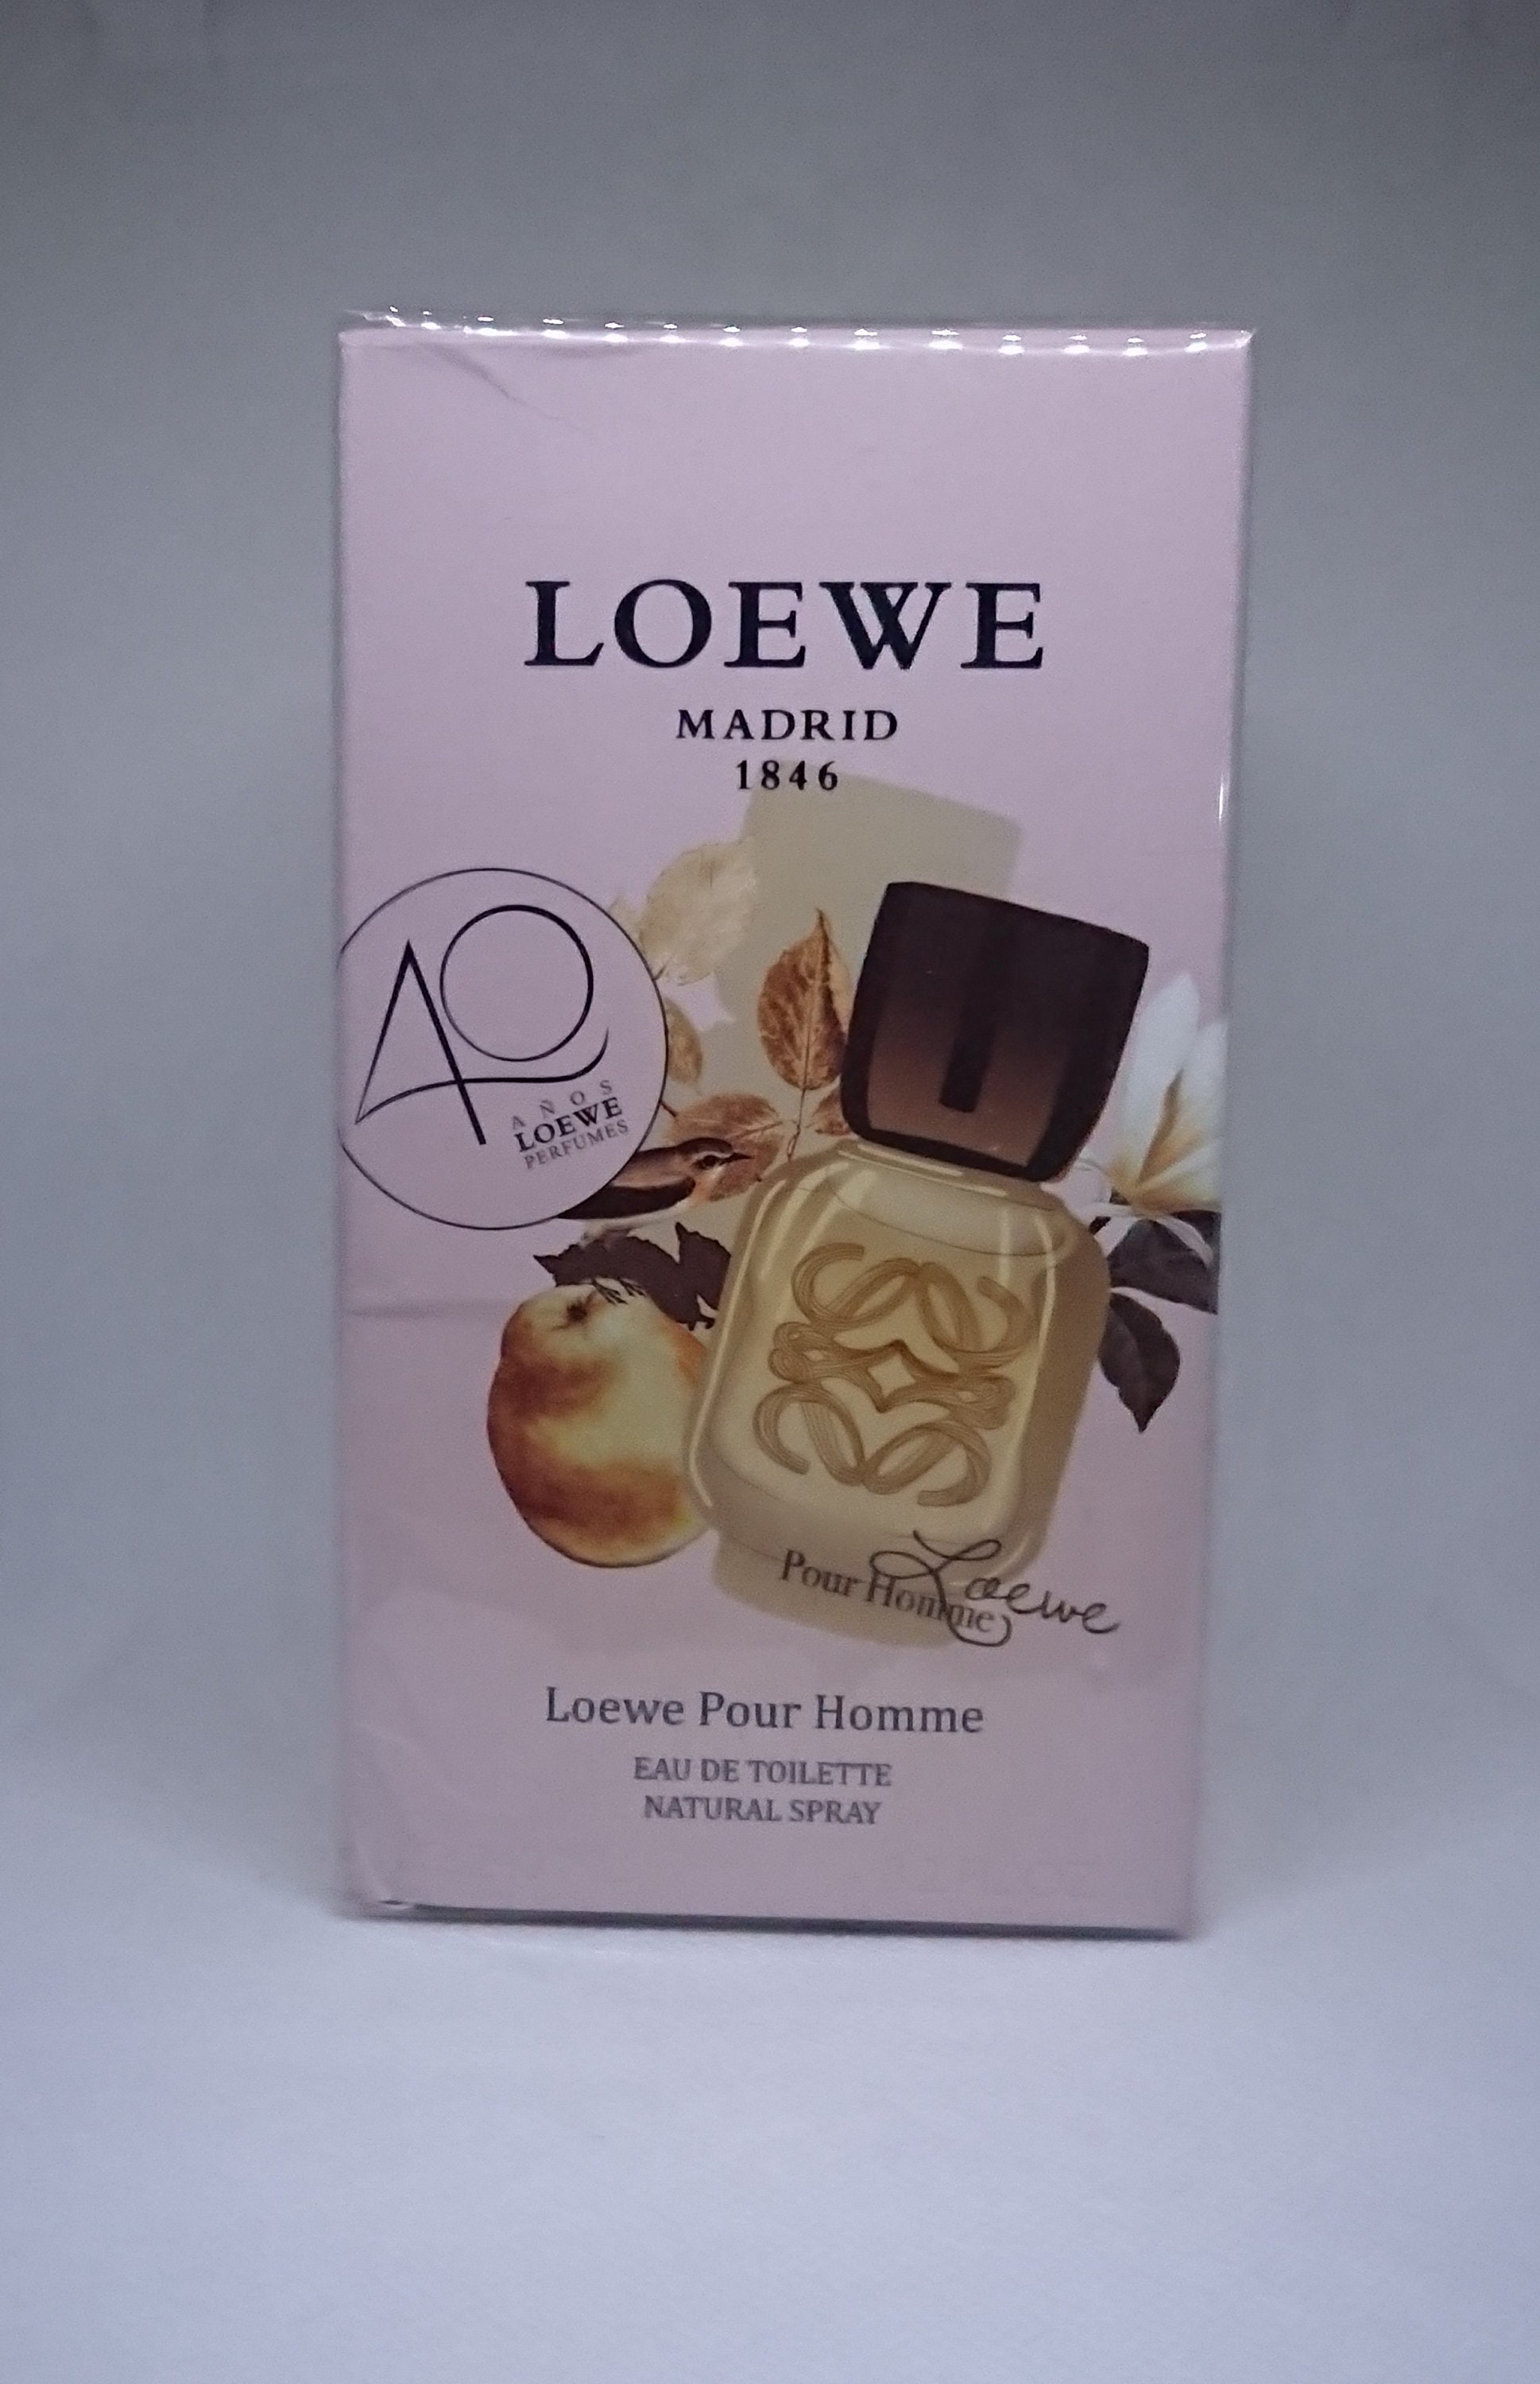 LOEWE
MADRID
1846
40
AÑOS
LOEWE
PERFUMES
Pour Homme
Loewe
Loewe Pour Homme
EAU DE TOILETTE
NATURAL SPRAY